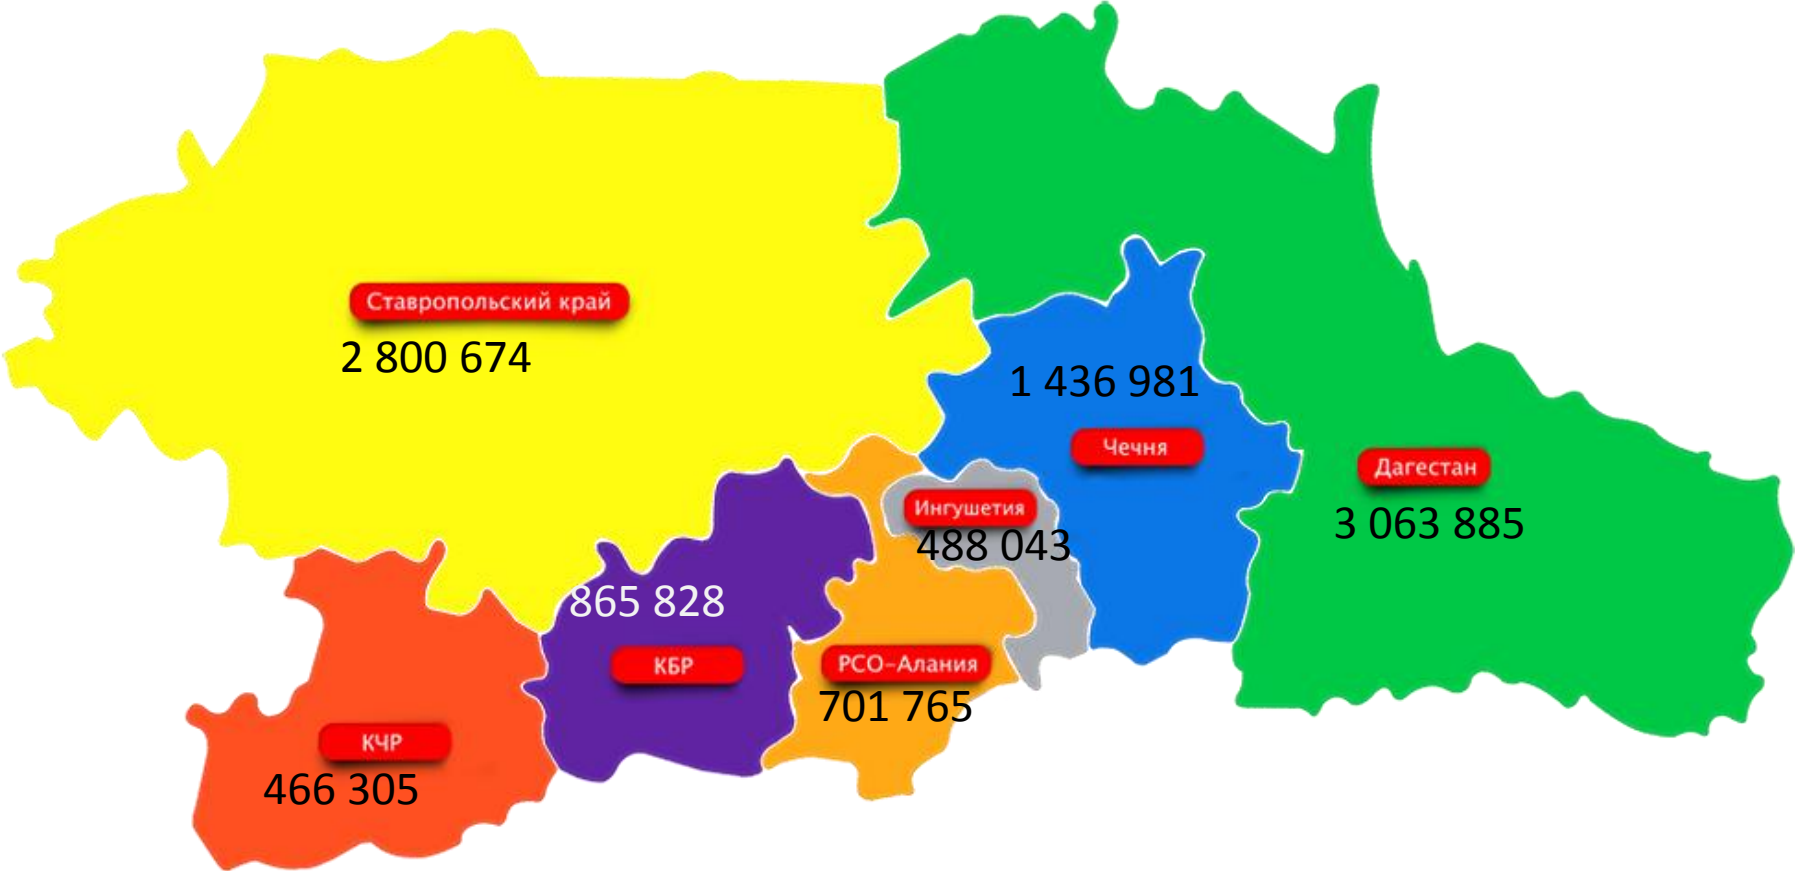 Ставропольский край
2 800 674
1 436 981
Чечня
Дагестан
3 063 885
Ингушетия
488 043
865 828
КБР
РСО-Алания
701 765
КЧР
466 305